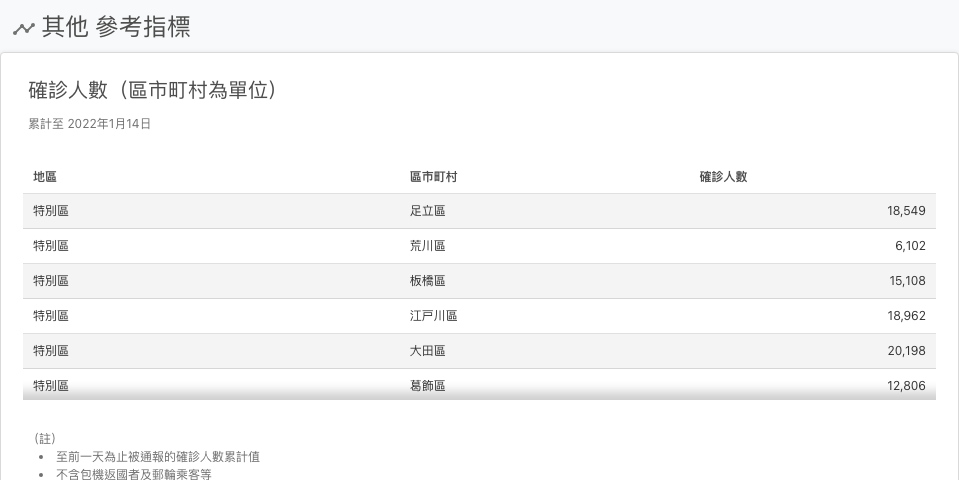 其他 參考指標
確診人數（區市町村為單位）
累計至 2022年1月14日
地區 區市町村 確診人數
特別區 足立區 18,549
特別區 荒川區 6,102
特別區 板橋區 15,108
特別區 江戸川區 18,962
特別區 大田區 20,198
特別區 葛飾區 12,806
（註）
• 至前一天為止被通報的確診人數累計值
• 不含包機返國者及郵輪乘客等